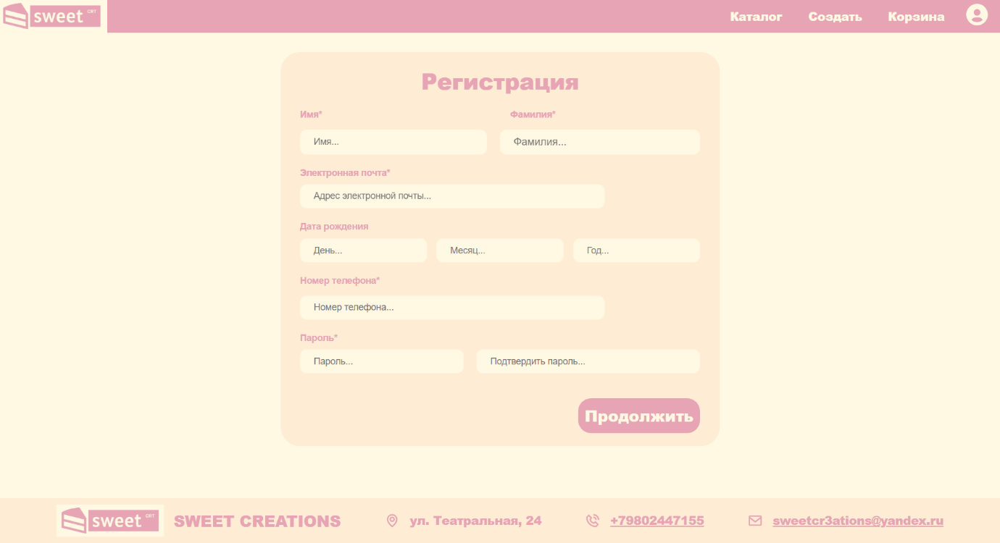 sweet CRT
Каталог Создать Корзина
Регистрация
Имя* Фамилия*
Имя... Фамилия...
Электронная почта*
Адрес электронной почты...
Дата рождения
День... Месяц... Год...
Номер телефона*
Номер телефона...
Пароль*
Пароль... Подтвердить пароль...
Продолжить
sweet CRT SWEET CREATIONS ул. Театральная, 24 +79802447155 sweetcr3ations@yandex.ru